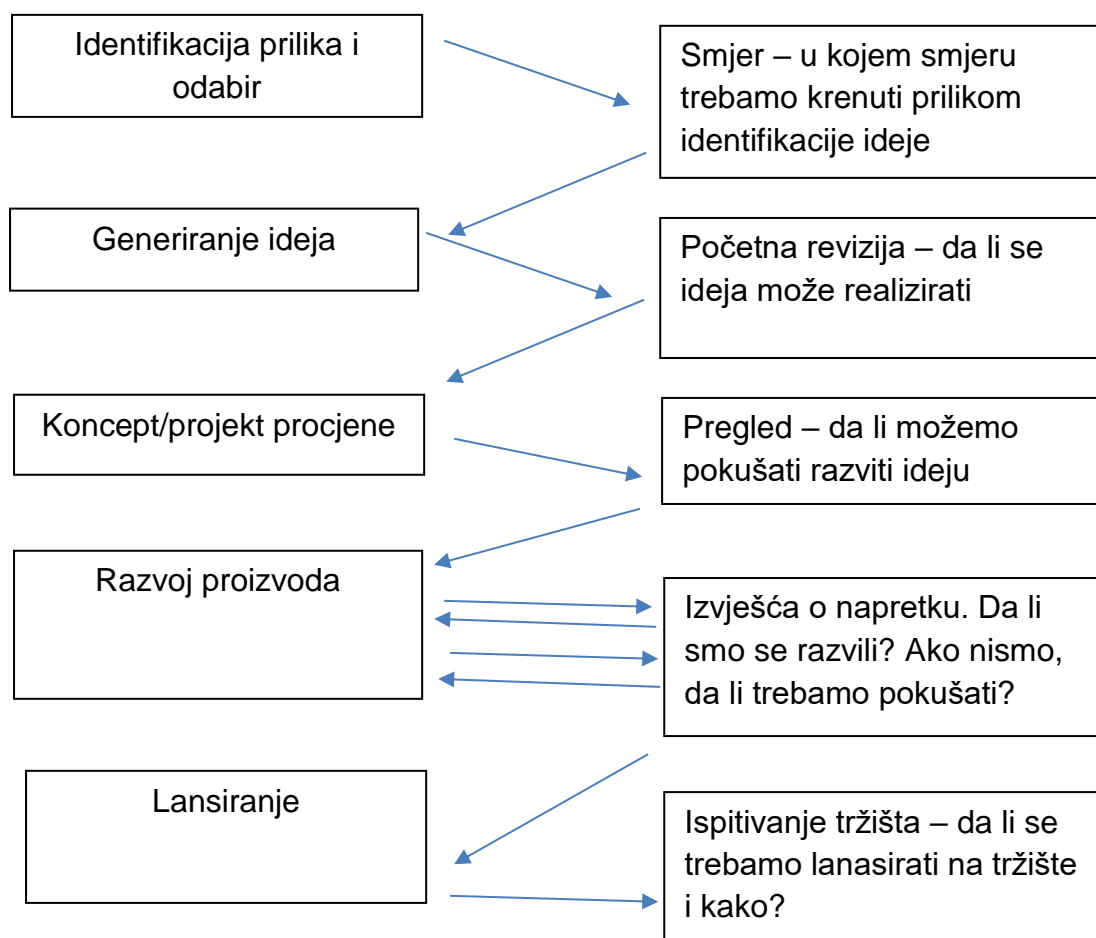 Identifikacija prilika i
odabir
Smjer – u kojem smjeru
trebamo krenuti prilikom
identifikacije ideje
Generiranje ideja
Početna revizija – da li se
ideja može realizirati
Koncept/projekt procjene
Pregled – da li možemo
pokušati razviti ideju
Razvoj proizvoda
Izvješća o napretku. Da li
smo se razvili? Ako nismo,
da li trebamo pokušati?
Lansiranje
Ispitivanje tržišta – da li se
trebamo lanasirati na tržište
i kako?